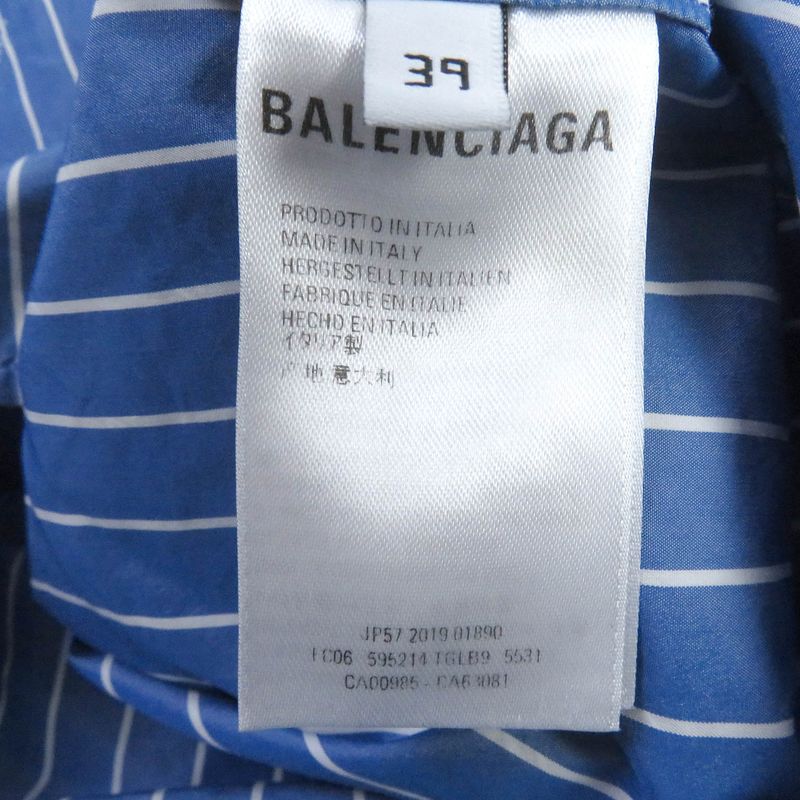 39
BALENCIAGA
PRODOTTO IN ITALIA
MADE IN ITALY
HERGESTELLT IN ITALIEN
FABRIQUE EN ITALIE
HECHO EN ITALIA
イタリア製
产地意大利
JP57 2019 01890
FC06 595214 TGLB9 5531
CA00985 - CA63081